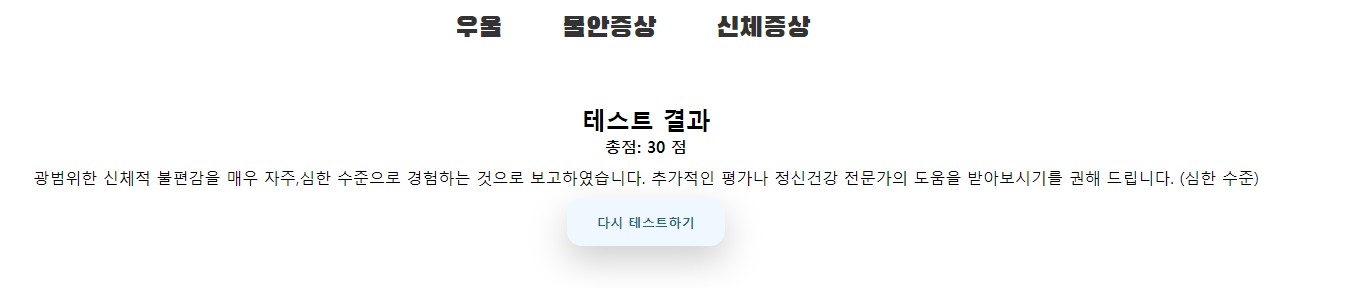 우울 불안증상 신체증상
테스트 결과
총점: 30 점
광범위한 신체적 불편감을 매우 자주,심한 수준으로 경험하는 것으로 보고하였습니다. 추가적인 평가나 정신건강 전문가의 도움을 받아보시기를 권해 드립니다. (심한 수준)
다시 테스트하기